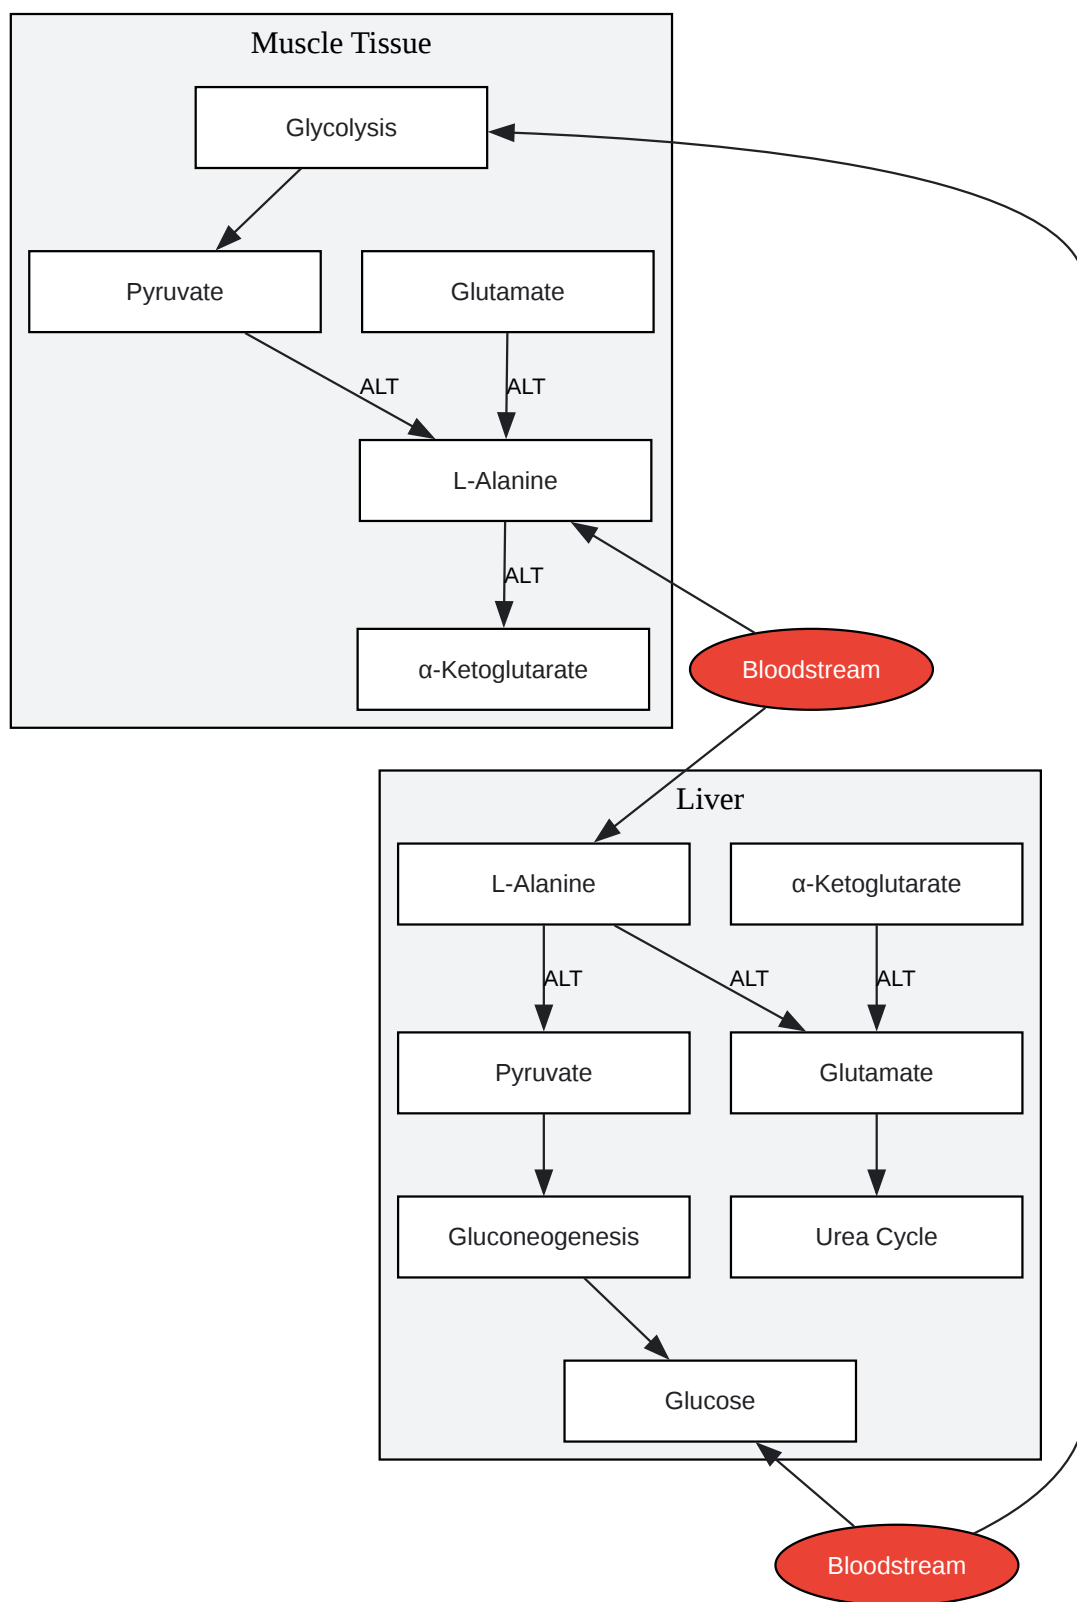 Muscle Tissue
Glycolysis
Pyruvate
Glutamate
ALT
ALT
L-Alanine
ALT
α-Ketoglutarate
Bloodstream
Liver
L-Alanine
α-Ketoglutarate
ALT
ALT
ALT
Pyruvate
Glutamate
Gluconeogenesis
Urea Cycle
Glucose
Bloodstream